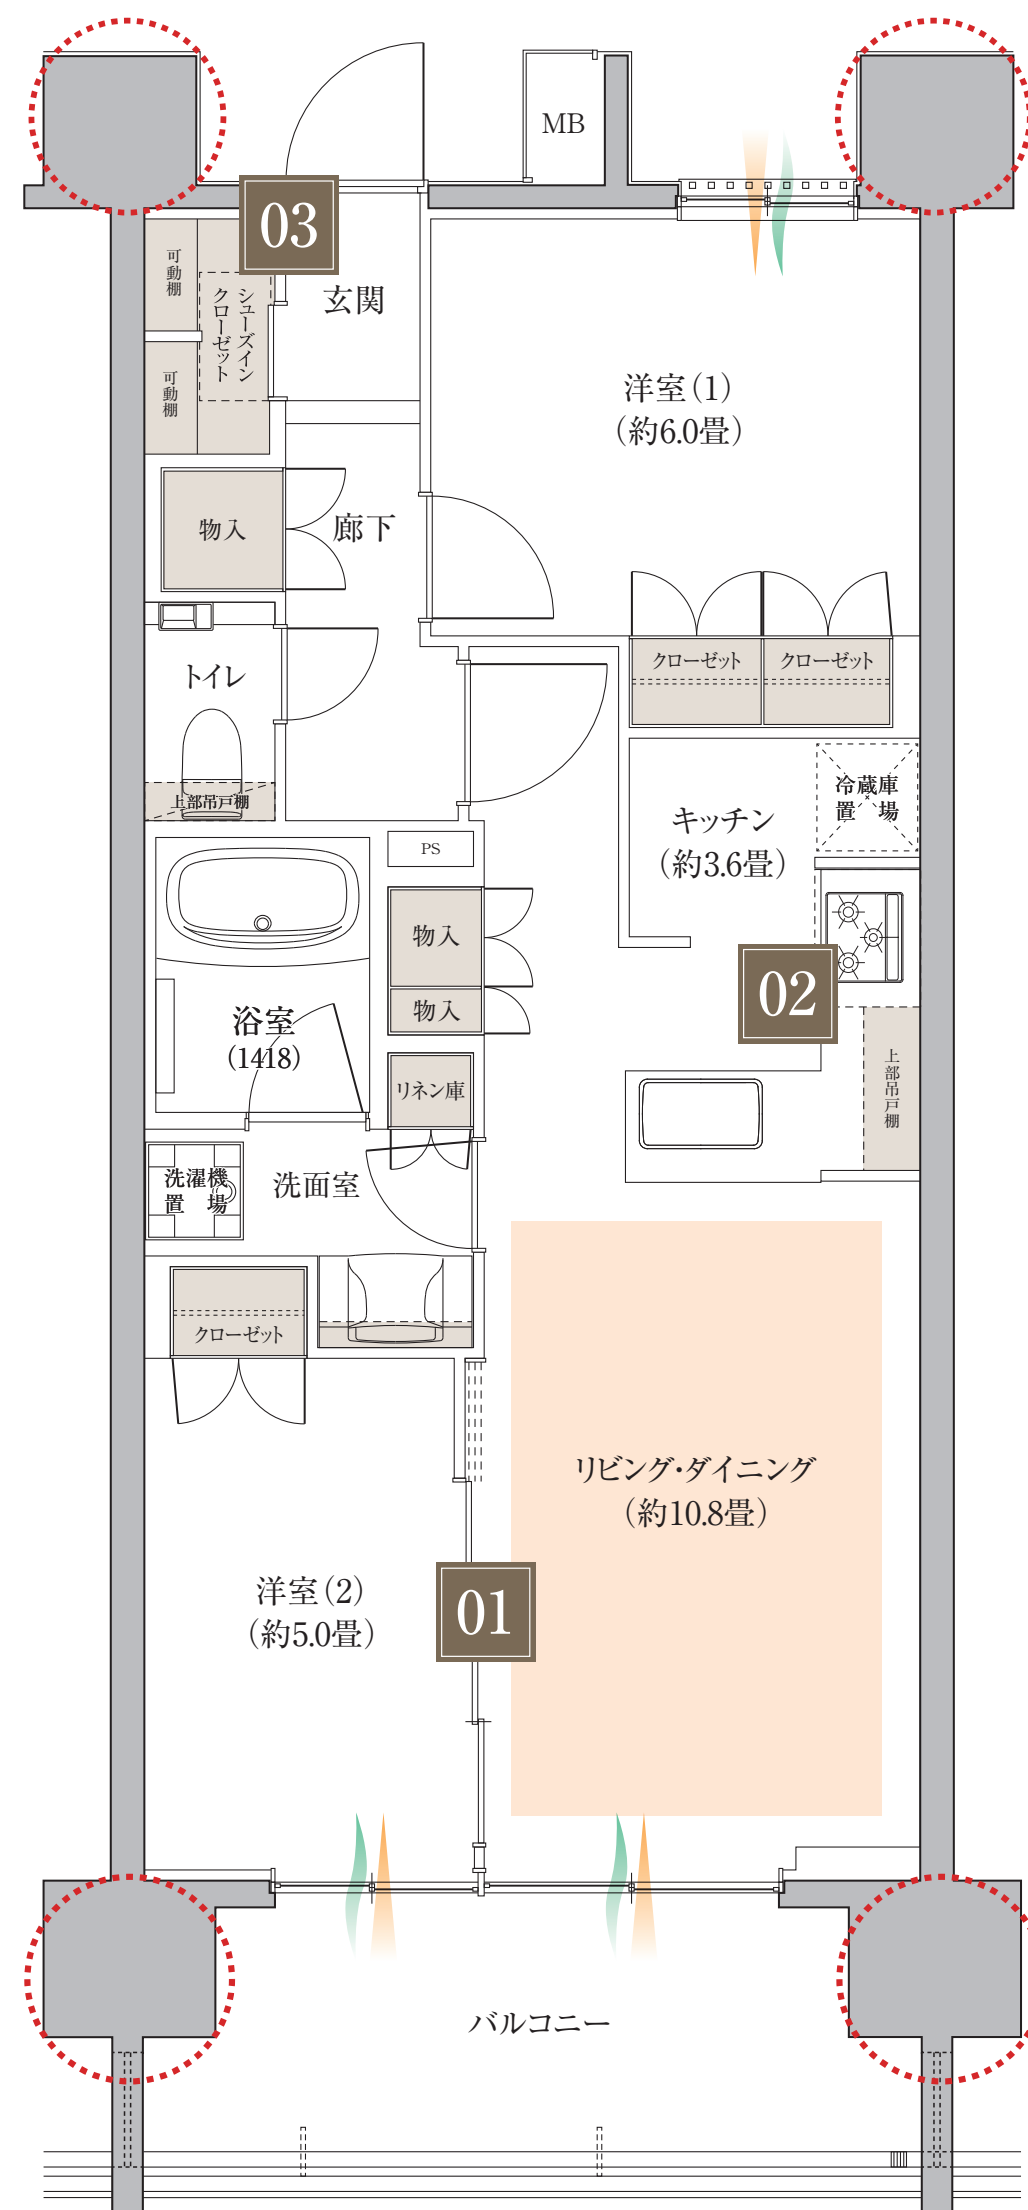 MB
03
可動棚
シューズイン
クローゼット
可動棚
玄関
洋室(1)
(約6.0畳)
物入
廊下
トイレ
上部吊戸棚
クローゼット
クローゼット
冷蔵庫
置 場
キッチン
(約3.6畳)
PS
物入
物入
02
浴室
(1418)
リネン庫
上部吊戸棚
洗濯機
置 場
洗面室
クローゼット
リビング・ダイニング
(約10.8畳)
洋室(2)
(約5.0畳)
01
バルコニー